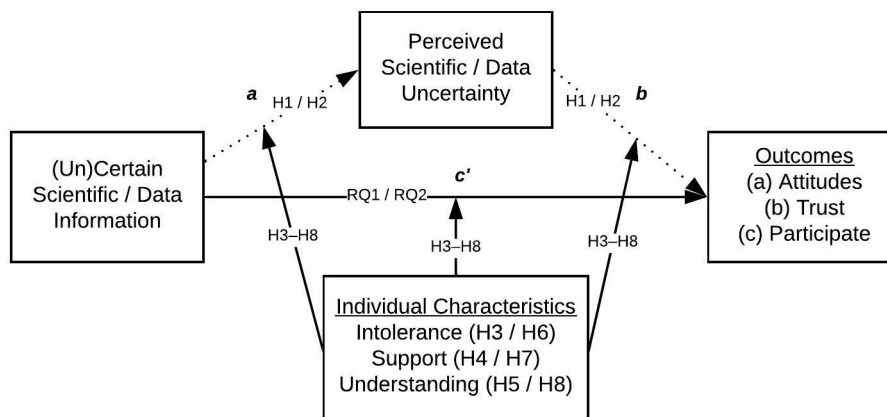 Perceived
Scientific / Data
Uncertainty
a
H1 / H2
H1 / H2
b
(Un)Certain
Scientific / Data
Information
c'
RQ1 / RQ2
Outcomes
(a) Attitudes
(b) Trust
(c) Participate
H3–H8
H3–H8
H3–H8
Individual Characteristics
Intolerance (H3 / H6)
Support (H4 / H7)
Understanding (H5 / H8)